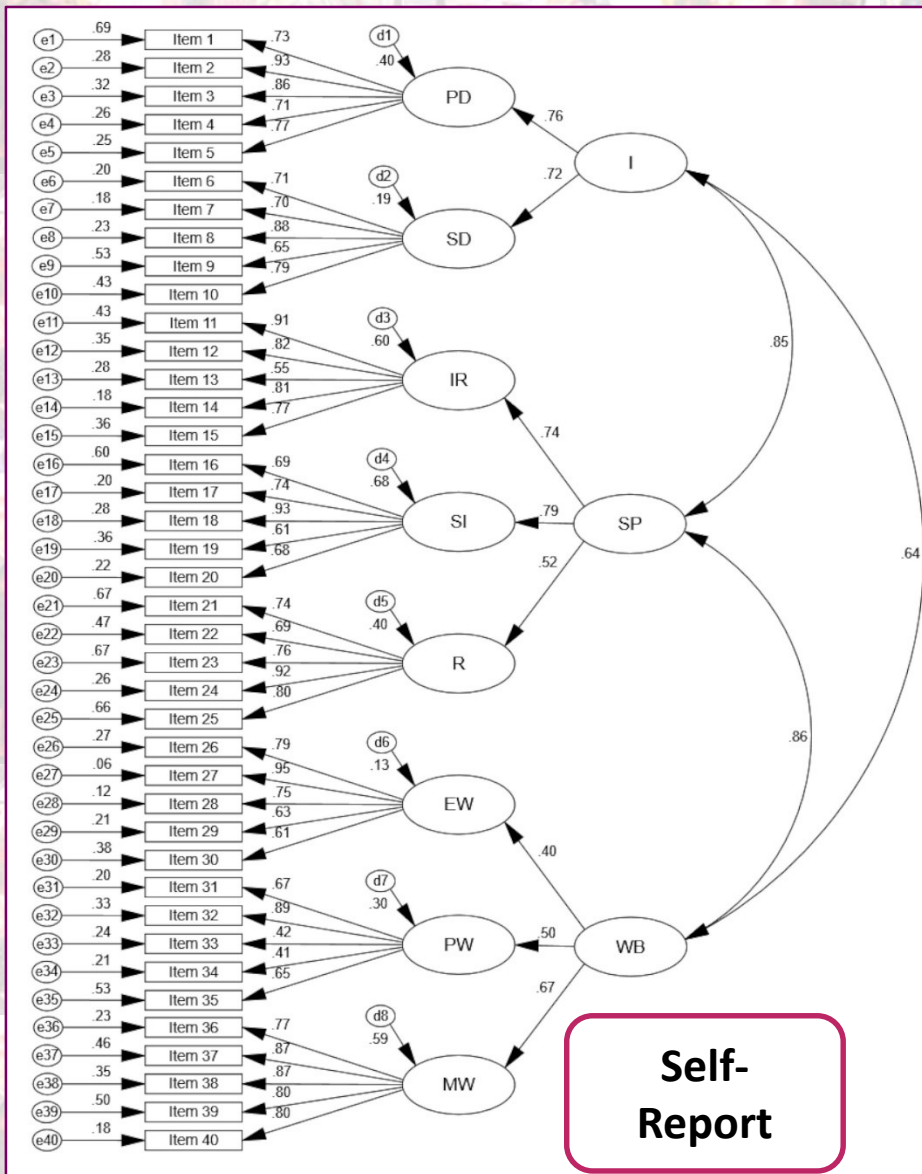 e1 .69 Item 1 .73
e2 .28 Item 2 .93
e3 .32 Item 3 .86
e4 .26 Item 4 .71
e5 .25 Item 5 .77
d1
.40
PD
.76
I
e6 .20 Item 6 .71
e7 .18 Item 7 .70
e8 .23 Item 8 .88
e9 .53 Item 9 .65
e10 .43 Item 10 .79
d2
.19
SD
.72
e11 .43 Item 11 .91
e12 .35 Item 12 .82
e13 .28 Item 13 .55
e14 .18 Item 14 .81
e15 .36 Item 15 .77
d3
.60
IR
.74
.85
e16 .60 Item 16 .69
e17 .20 Item 17 .74
e18 .28 Item 18 .93
e19 .36 Item 19 .61
e20 .22 Item 20 .68
d4
.68
SI
.79
SP
.64
e21 .67 Item 21 .74
e22 .47 Item 22 .69
e23 .67 Item 23 .76
e24 .26 Item 24 .92
e25 .66 Item 25 .80
d5
.40
R
.52
e26 .27 Item 26 .79
e27 .06 Item 27 .95
e28 .12 Item 28 .75
e29 .21 Item 29 .63
e30 .38 Item 30 .61
d6
.13
EW
.40
.86
e31 .20 Item 31 .67
e32 .33 Item 32 .89
e33 .24 Item 33 .42
e34 .21 Item 34 .41
e35 .53 Item 35 .65
d7
.30
PW
.50
WB
e36 .23 Item 36 .77
e37 .46 Item 37 .87
e38 .35 Item 38 .87
e39 .50 Item 39 .80
e40 .18 Item 40 .80
d8
.59
MW
.67
Self-
Report